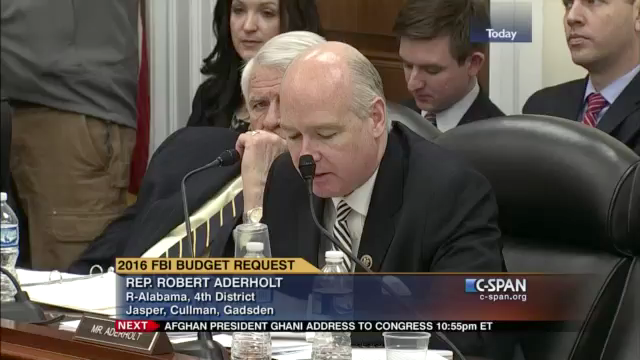 Today
C-SPAN
2016 FBI BUDGET REQUEST
REP. ROBERT ADERHOLT
R-Alabama, 4th District
Jasper, Cullman, Gadsden
C-SPAN
c-span.org
MR. ADERHOLT
NEXT ▸ AFGHAN PRESIDENT GHANI ADDRESS TO CONGRESS 10:55pm ET